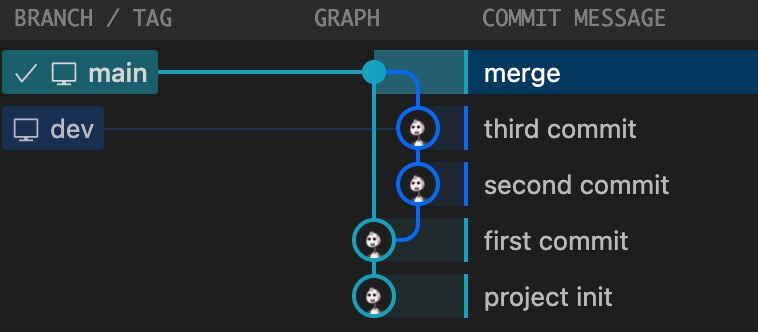 BRANCH / TAG GRAPH COMMIT MESSAGE
main merge
dev third commit
second commit
first commit
project init